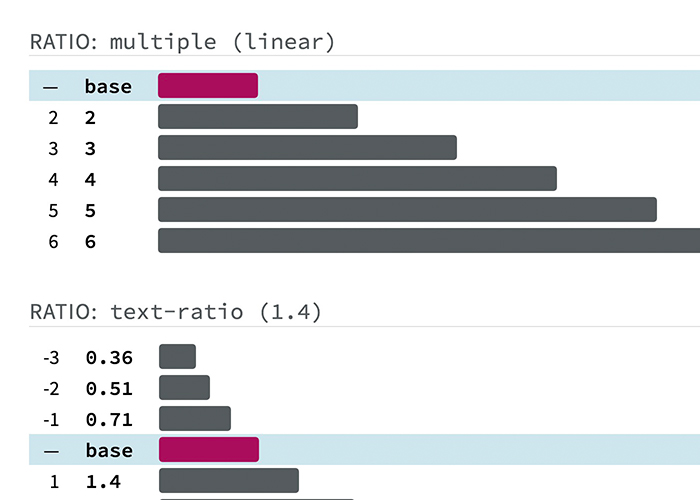 RATIO: multiple (linear)
— base
2 2
3 3
4 4
5 5
6 6
RATIO: text-ratio (1.4)
-3 0.36
-2 0.51
-1 0.71
— base
1 1.4